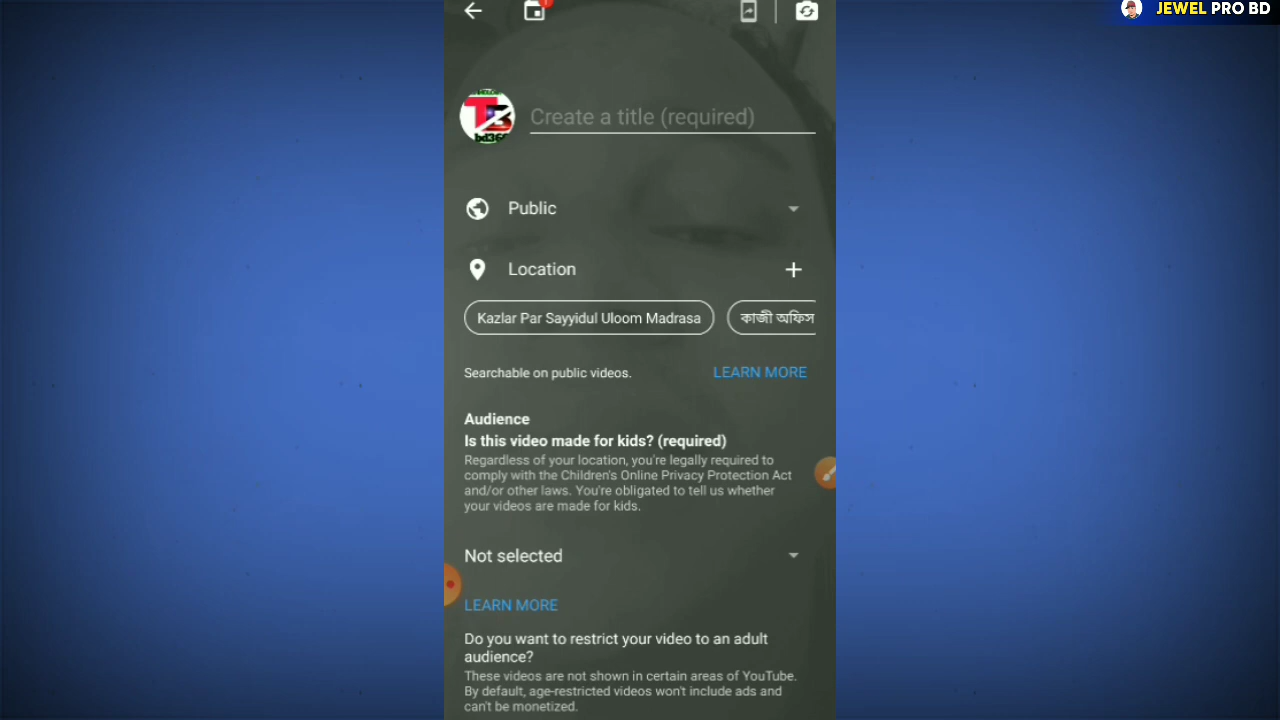 JEWEL PRO BD
Create a title (required)
Public
Location
Kazlar Par Sayyidul Uloom Madrasa
কাজী অফিস
Searchable on public videos.
LEARN MORE
Audience
Is this video made for kids? (required)
Regardless of your location, you're legally required to
comply with the Children's Online Privacy Protection Act
and/or other laws. You're obligated to tell us whether
your videos are made for kids.
Not selected
LEARN MORE
Do you want to restrict your video to an adult
audience?
These videos are not shown in certain areas of YouTube.
By default, age-restricted videos won't include ads and
can't be monetized.